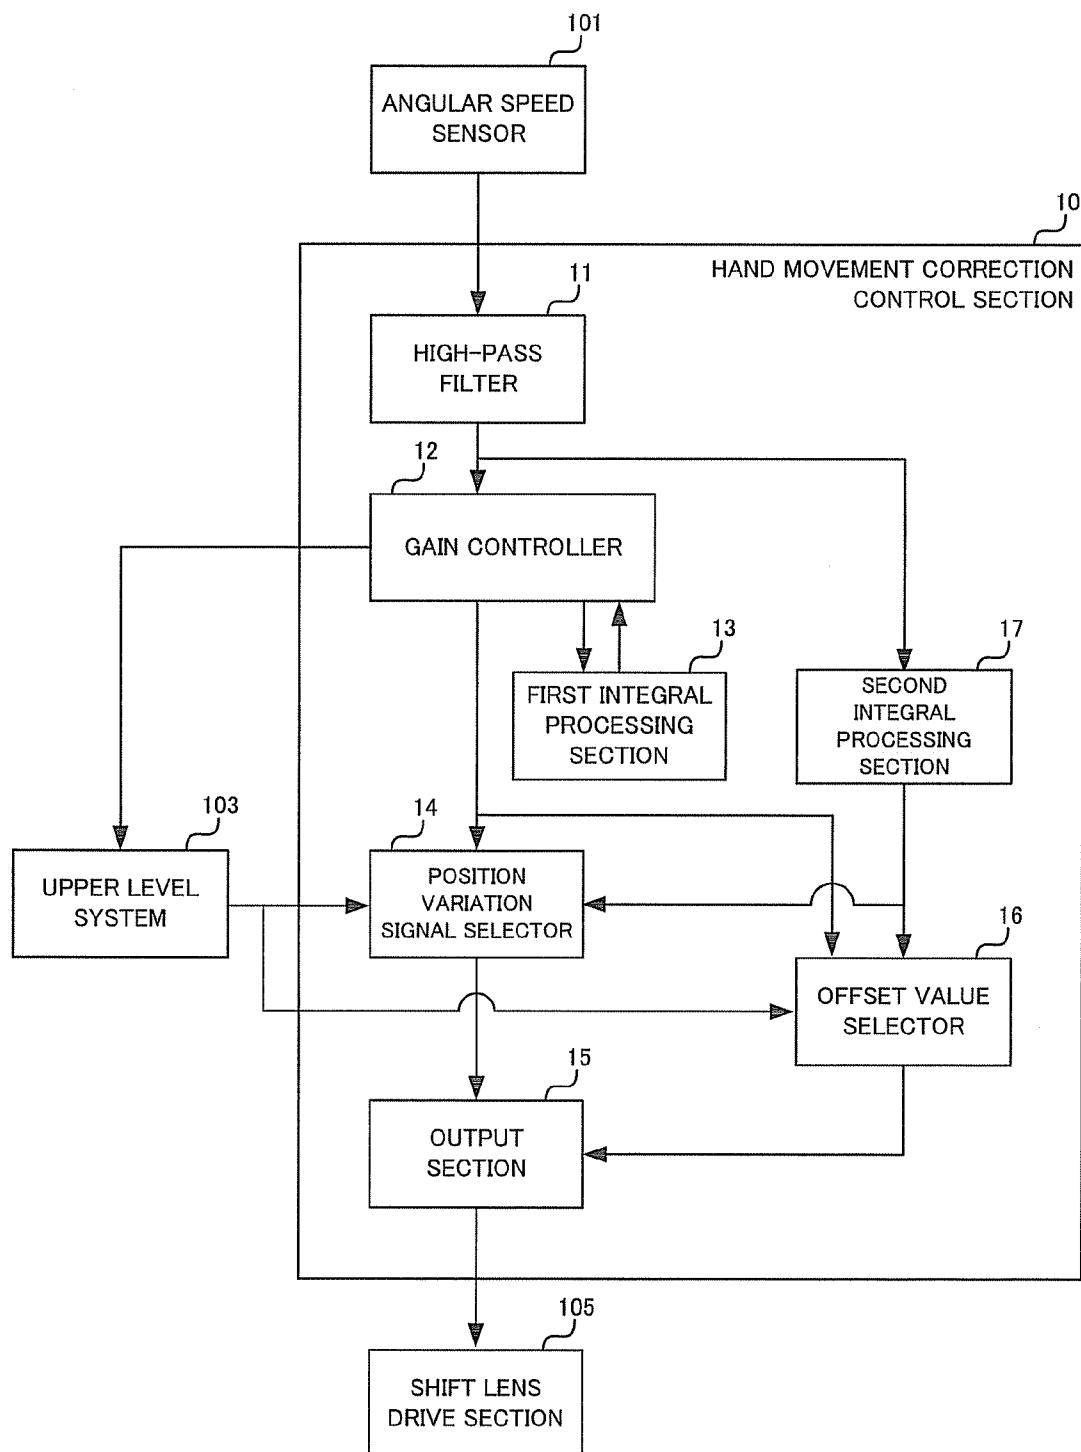 101
ANGULAR SPEED
SENSOR
10
HAND MOVEMENT CORRECTION
CONTROL SECTION
11
HIGH-PASS
FILTER
12
GAIN CONTROLLER
13
FIRST INTEGRAL
PROCESSING
SECTION
17
SECOND
INTEGRAL
PROCESSING
SECTION
103
UPPER LEVEL
SYSTEM
14
POSITION
VARIATION
SIGNAL SELECTOR
16
OFFSET VALUE
SELECTOR
15
OUTPUT
SECTION
105
SHIFT LENS
DRIVE SECTION